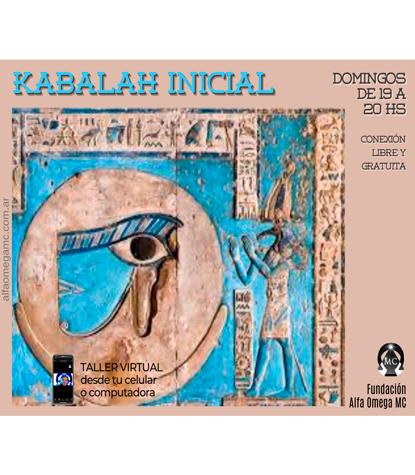 KABALAH INICIAL
DOMINGOS
DE 19 A
20 HS
CONEXIÓN
LIBRE Y
GRATUITA
alfaomegamc.com.ar
TALLER VIRTUAL
desde tu celular
o computadora
MC
Fundación
Alfa Omega MC